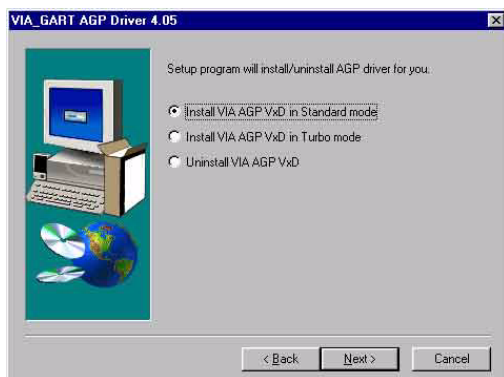 VIA_GART AGP Driver 4.05
Setup program will install/uninstall AGP driver for you.
Install VIA AGP VxD in Standard mode
Install VIA AGP VxD in Turbo mode
Uninstall VIA AGP VxD
< Back
Next >
Cancel